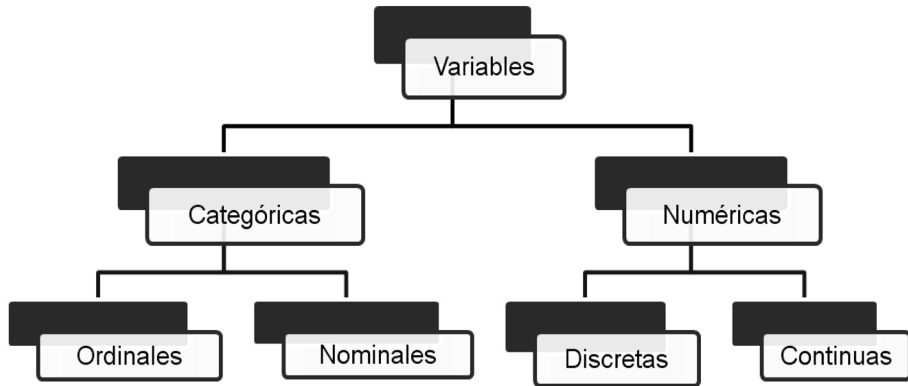 Variables
Categóricas
Numéricas
Ordinales
Nominales
Discretas
Continuas